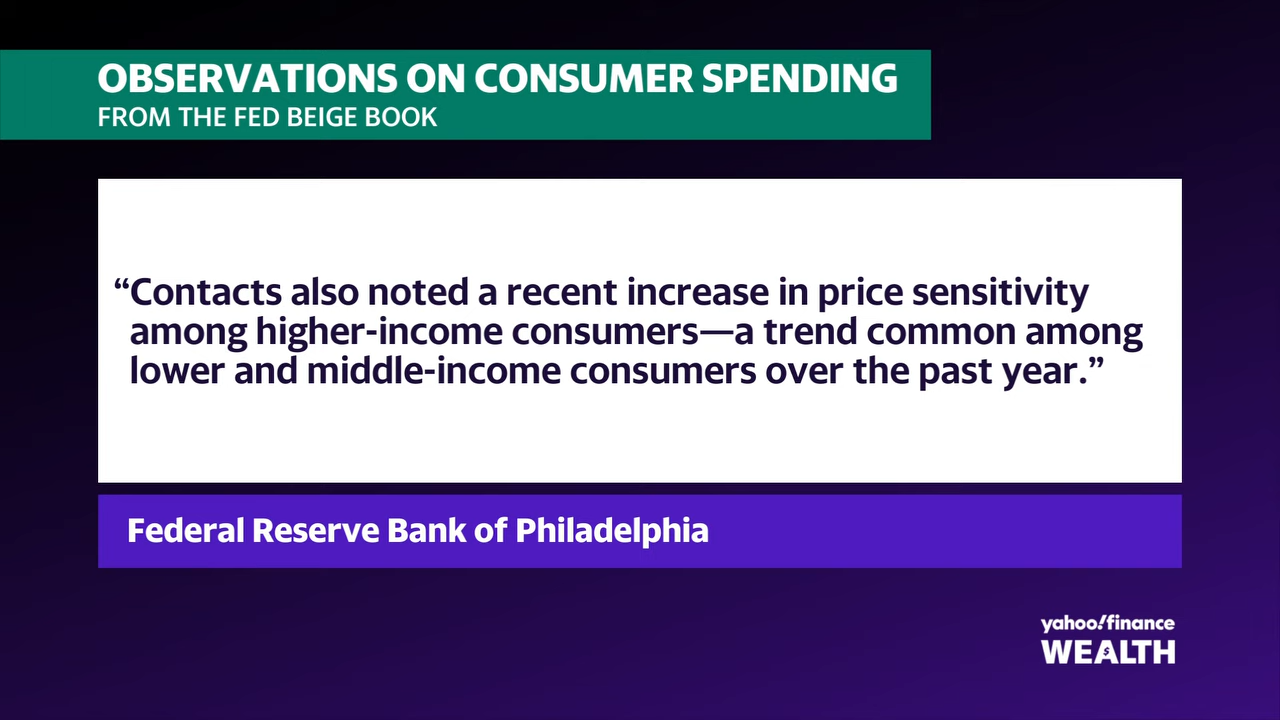 OBSERVATIONS ON CONSUMER SPENDING
FROM THE FED BEIGE BOOK
“Contacts also noted a recent increase in price sensitivity
among higher-income consumers—a trend common among
lower and middle-income consumers over the past year.”
Federal Reserve Bank of Philadelphia
yahoo!finance
WEALTH